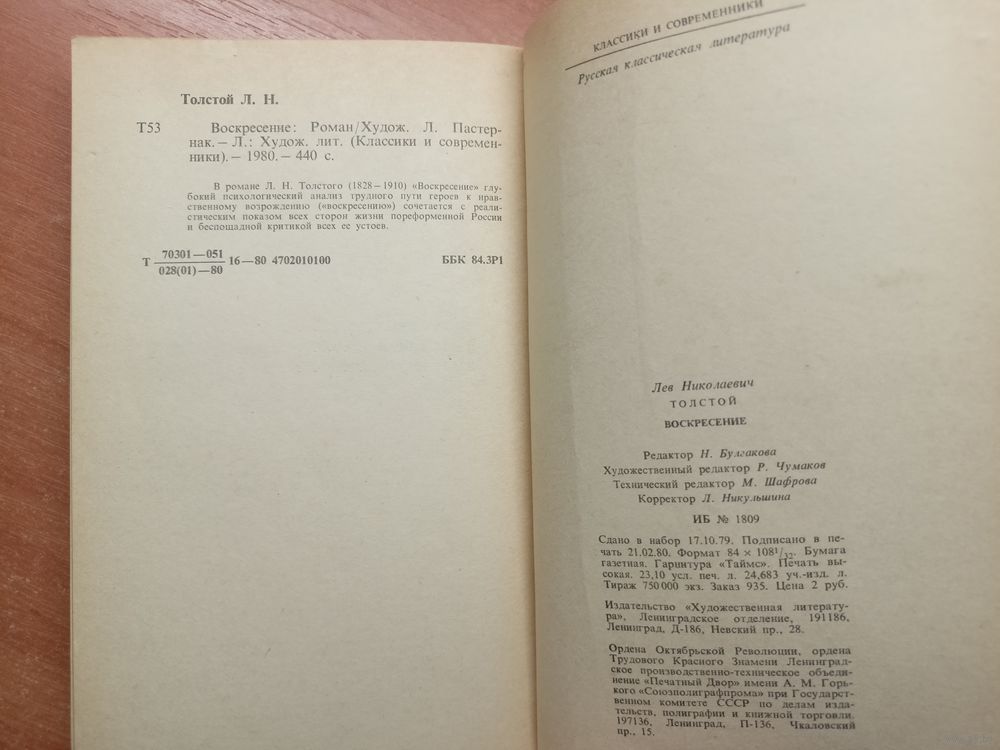 Толстой Л. Н.
Т53
Воскресение: Роман/Худож. Л. Пастер-
нак.— Л.: Худож. лит. (Классики и современ-
ники).— 1980.— 440 с.
В романе Л. Н. Толстого (1828—1910) «Воскресение» глу-
бокий психологический анализ трудного пути героев к нрав-
ственному возрождению («воскресению») сочетается с реали-
стическим показом всех сторон жизни пореформенной России
и беспощадной критикой всех ее устоев.
Т 70301—051
028(01)—80 16—80 4702010100
ББК 84.3Р1
КЛАССИКИ И СОВРЕМЕННИКИ
Русская классическая литература
Лев Николаевич
ТОЛСТОЙ
ВОСКРЕСЕНИЕ
Редактор Н. Булгакова
Художественный редактор Р. Чумаков
Технический редактор М. Шафрова
Корректор Л. Никульшина
ИБ № 1809
Сдано в набор 17.10.79. Подписано в пе-
чать 21.02.80. Формат 84 × 108¹/₃₂. Бумага
газетная. Гарнитура «Таймс». Печать вы-
сокая. 23,10 усл. печ. л. 24,683 уч.-изд. л.
Тираж 750 000 экз. Заказ 935. Цена 2 руб.
Издательство «Художественная литерату-
ра», Ленинградское отделение, 191186,
Ленинград, Д-186, Невский пр., 28.
Ордена Октябрьской Революции, ордена
Трудового Красного Знамени Ленинград-
ское производственно-техническое объеди-
нение «Печатный Двор» имени А. М. Горь-
кого «Союзполиграфпрома» при Государст-
венном комитете СССР по делам изда-
тельств, полиграфии и книжной торговли.
197136, Ленинград, П-136, Чкаловский
пр., 15.